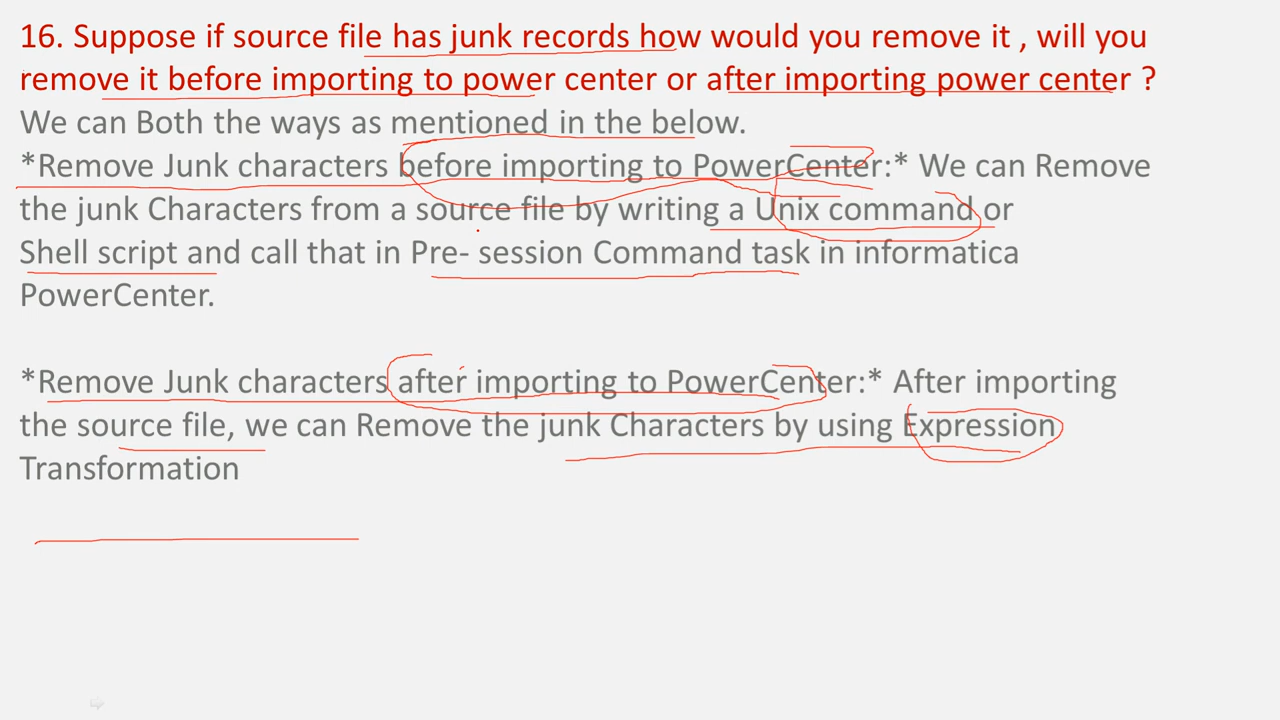 16. Suppose if source file has junk records how would you remove it , will you
remove it before importing to power center or after importing power center ?
We can Both the ways as mentioned in the below.
*Remove Junk characters before importing to PowerCenter:* We can Remove
the junk Characters from a source file by writing a Unix command or
Shell script and call that in Pre- session Command task in informatica
PowerCenter.
*Remove Junk characters after importing to PowerCenter:* After importing
the source file, we can Remove the junk Characters by using Expression
Transformation